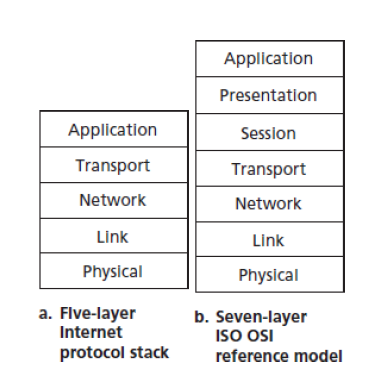 Application
Transport
Network
Link
Physical
a. Five-layer
Internet
protocol stack
Application
Presentation
Session
Transport
Network
Link
Physical
b. Seven-layer
ISO OSI
reference model